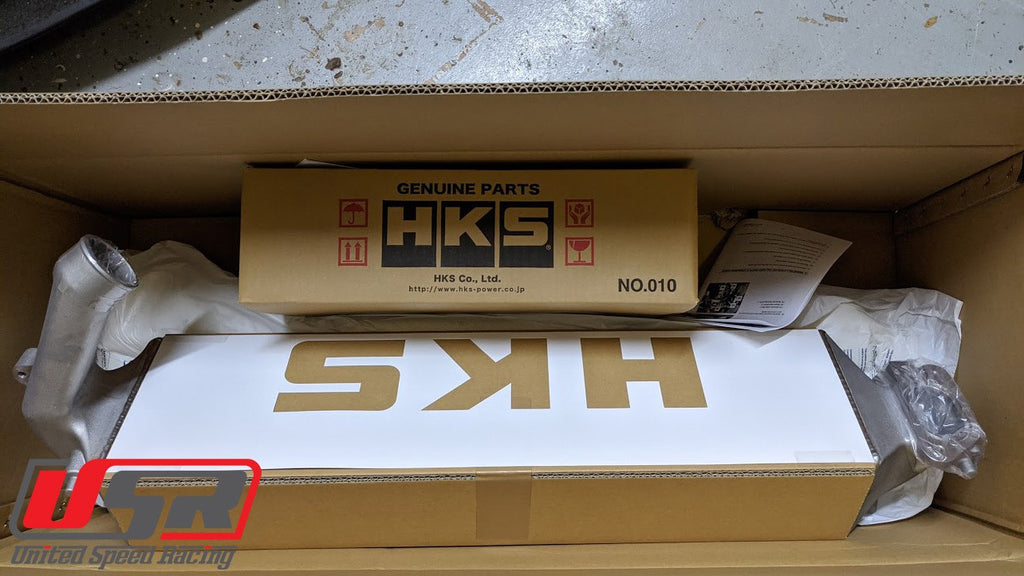 GENUINE PARTS
HKS®
HKS Co., Ltd.
http://www.hks-power.co.jp
NO.010
HKS
USR
United Speed Racing